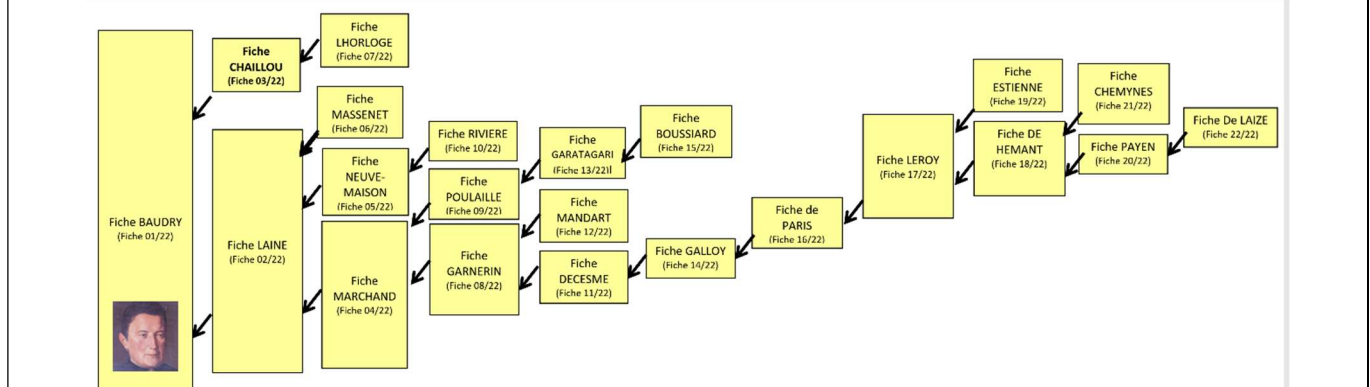 Fiche BAUDRY
(Fiche 01/22)
Fiche
CHAILLOU
(Fiche 03/22)
Fiche LAINE
(Fiche 02/22)
Fiche
LHORLOGE
(Fiche 07/22)
Fiche
MASSENET
(Fiche 06/22)
Fiche
NEUVE-
MAISON
(Fiche 05/22)
Fiche
MARCHAND
(Fiche 04/22)
Fiche RIVIERE
(Fiche 10/22)
Fiche
POULAILLE
(Fiche 09/22)
Fiche
GARNERIN
(Fiche 08/22)
Fiche
GARATAGARI
(Fiche 13/22)l
Fiche
MANDART
(Fiche 12/22)
Fiche
DECESME
(Fiche 11/22)
Fiche
BOUSSIARD
(Fiche 15/22)
Fiche GALLOY
(Fiche 14/22)
Fiche de
PARIS
(Fiche 16/22)
Fiche LEROY
(Fiche 17/22)
Fiche
ESTIENNE
(Fiche 19/22)
Fiche DE
HEMANT
(Fiche 18/22)
Fiche
CHEMYNES
(Fiche 21/22)
Fiche PAYEN
(Fiche 20/22)
Fiche De LAIZE
(Fiche 22/22)